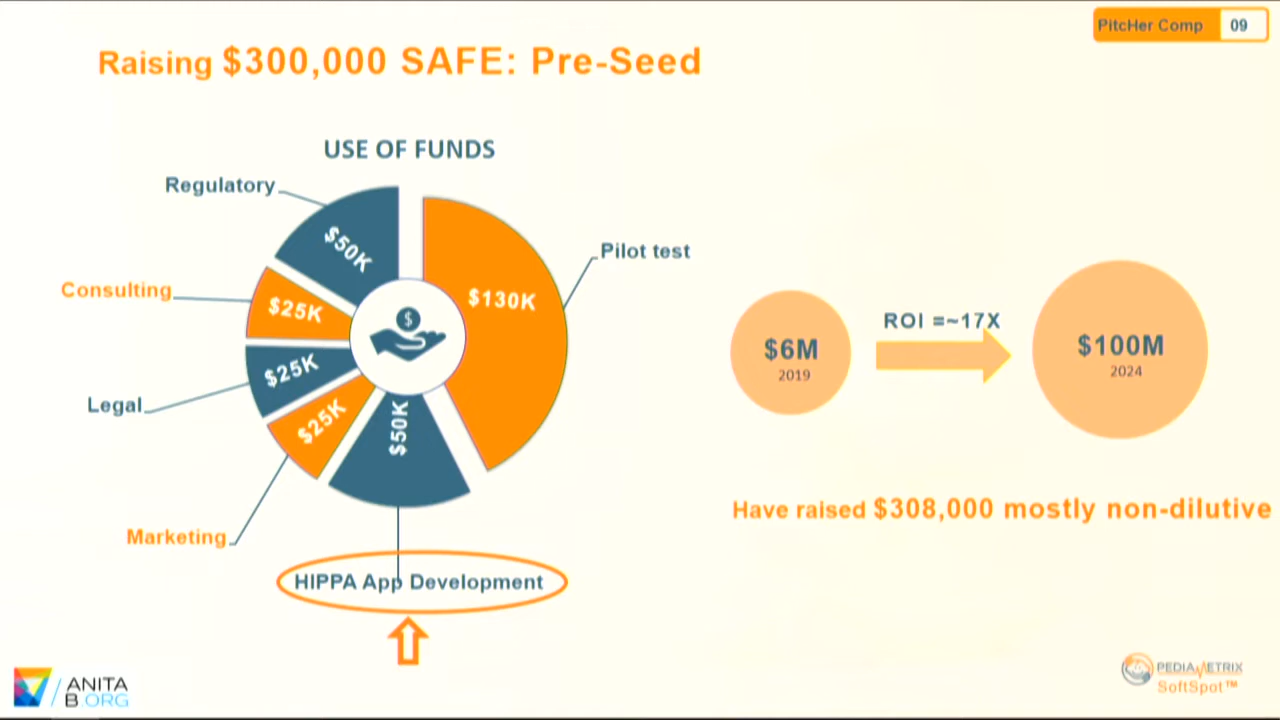 PitcHer Comp 09
Raising $300,000 SAFE: Pre-Seed
USE OF FUNDS
Regulatory
$50K
Consulting
$25K
Legal
$25K
Marketing
$25K
HIPPA App Development
$50K
Pilot test
$130K
$
$6M
2019
ROI =~17X
$100M
2024
Have raised $308,000 mostly non-dilutive
ANITA
B.ORG
PEDIAMETRIX
SoftSpot™